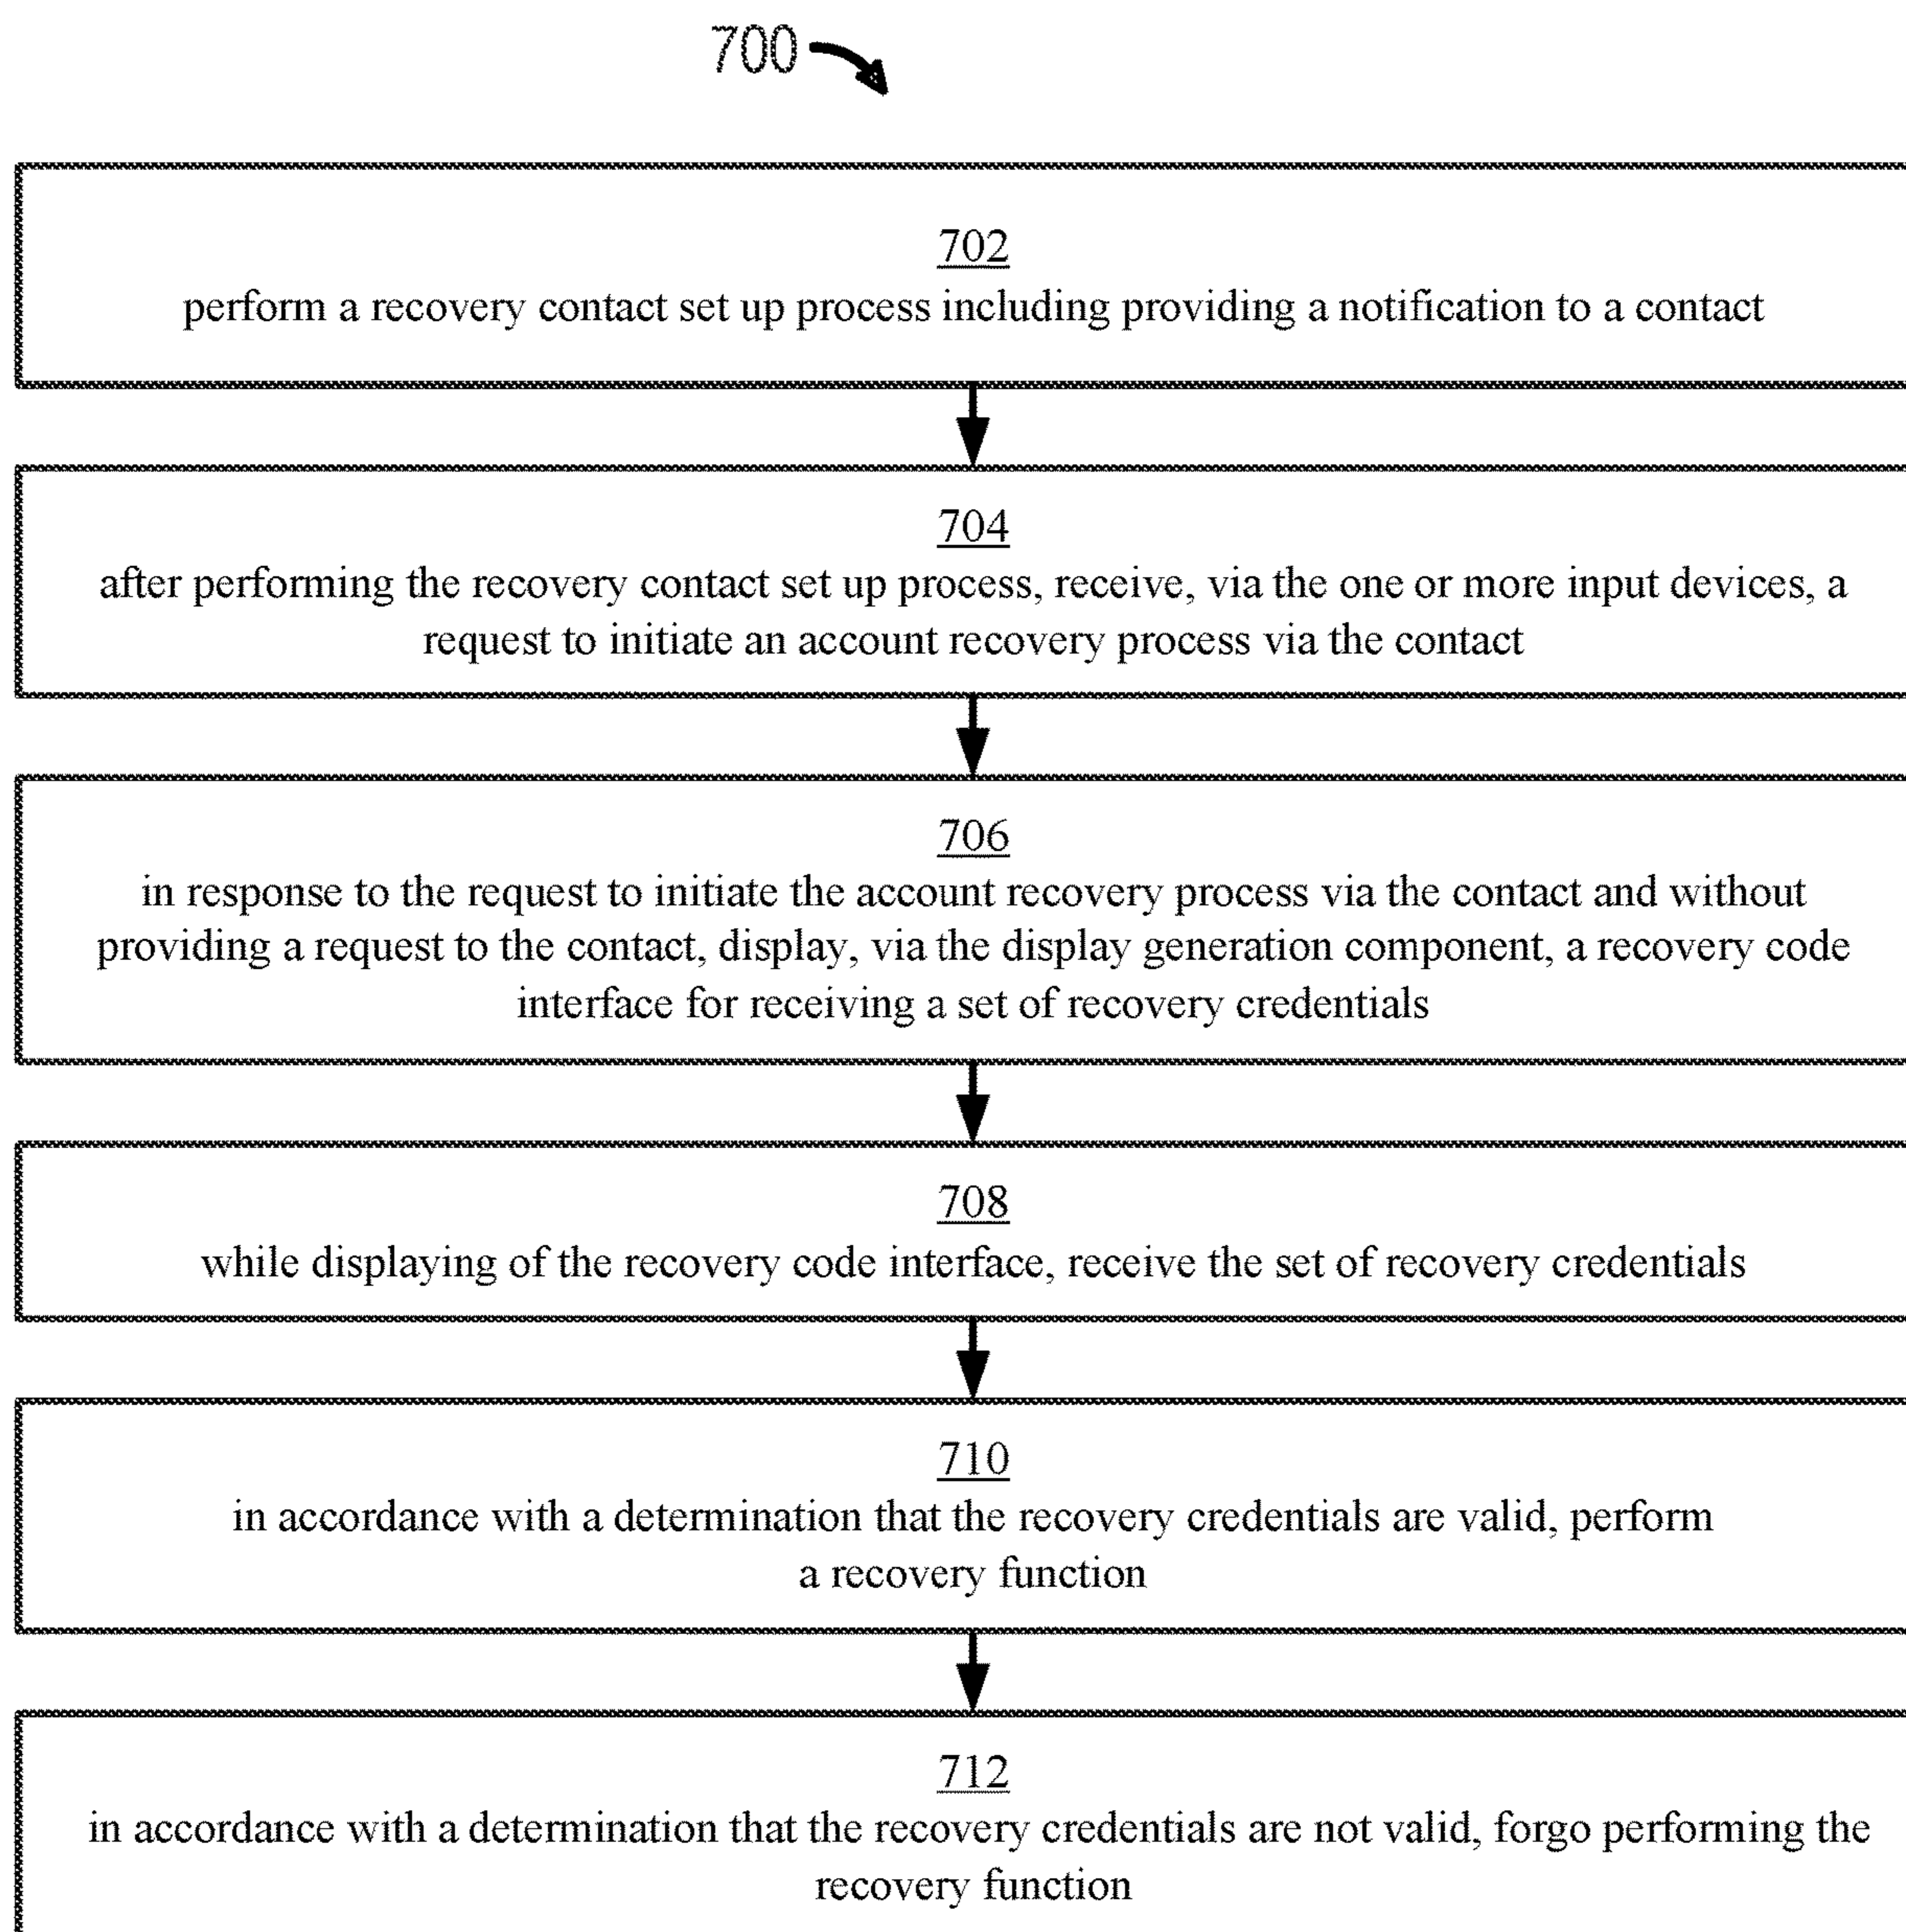 700
702
perform a recovery contact set up process including providing a notification to a contact
704
after performing the recovery contact set up process, receive, via the one or more input devices, a
request to initiate an account recovery process via the contact
706
in response to the request to initiate the account recovery process via the contact and without
providing a request to the contact, display, via the display generation component, a recovery code
interface for receiving a set of recovery credentials
708
while displaying of the recovery code interface, receive the set of recovery credentials
710
in accordance with a determination that the recovery credentials are valid, perform
a recovery function
712
in accordance with a determination that the recovery credentials are not valid, forgo performing the
recovery function